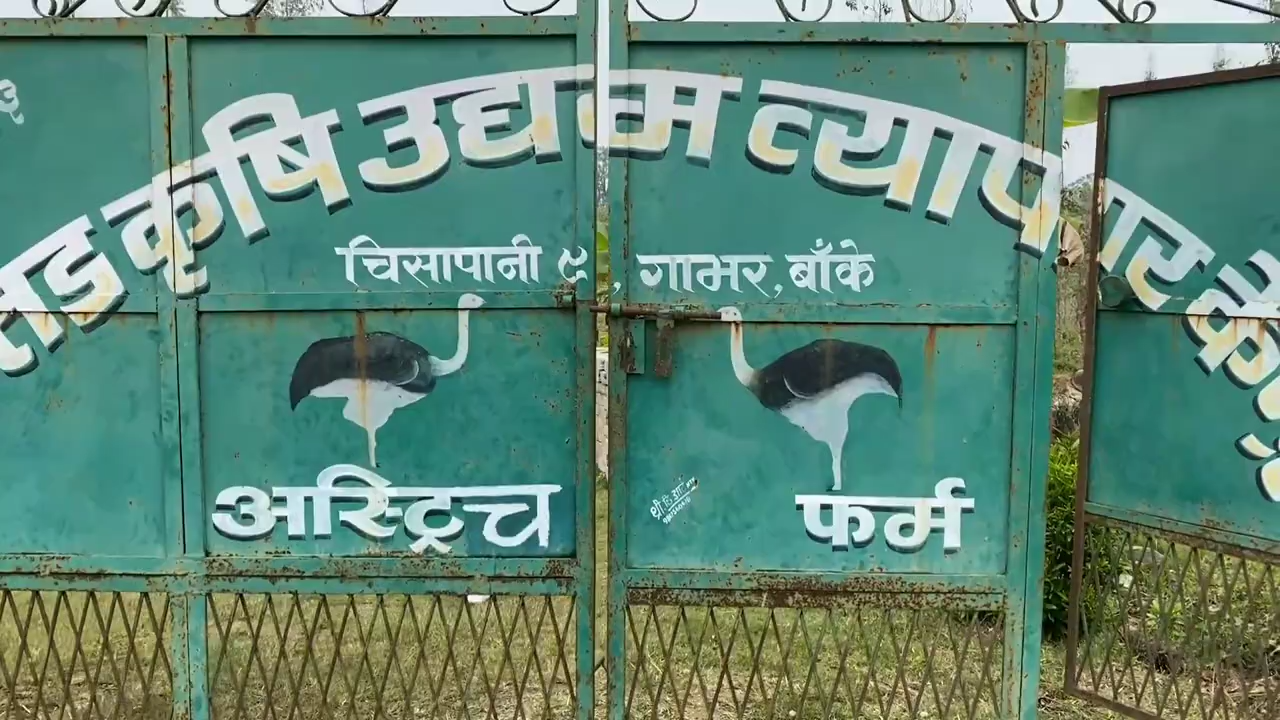 कृषि उद्यम व्यापार के
चिसापानी ९, गाभर, बाँके
अस्ट्रिच फर्म